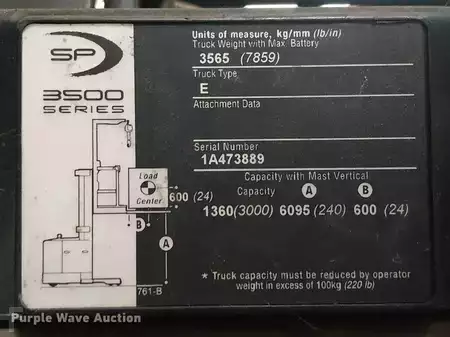 SP
3500
SERIES
Units of measure, kg/mm (lb/in)
Truck Weight with Max. Battery
3565 (7859)
Truck Type
E
Attachment Data
Serial Number
1A473889
Capacity with Mast Vertical
Capacity A B
1360(3000) 6095 (240) 600 (24)
* Truck capacity must be reduced by operator
weight in excess of 100kg (220 lb)
Load
Center
600 (24)
B
A
761-B
Purple Wave Auction